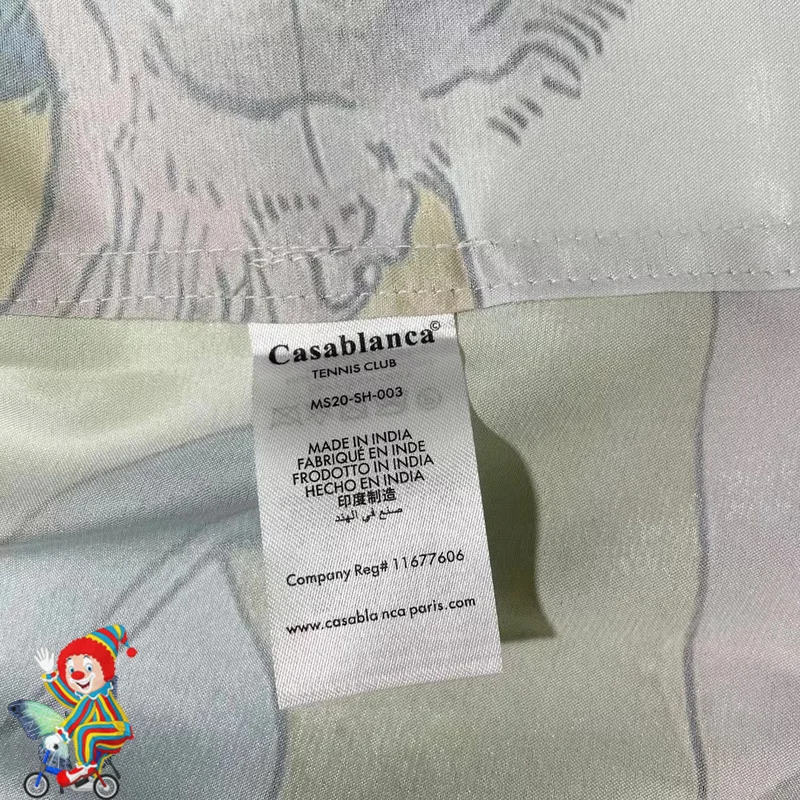 Casablanca©
TENNIS CLUB
MS20-SH-003
MADE IN INDIA
FABRIQUÉ EN INDE
FRODOTTO IN INDIA
HECHO EN INDIA
印度制造
صنع في الهند
Company Reg# 11677606
www.casabla nca paris.com